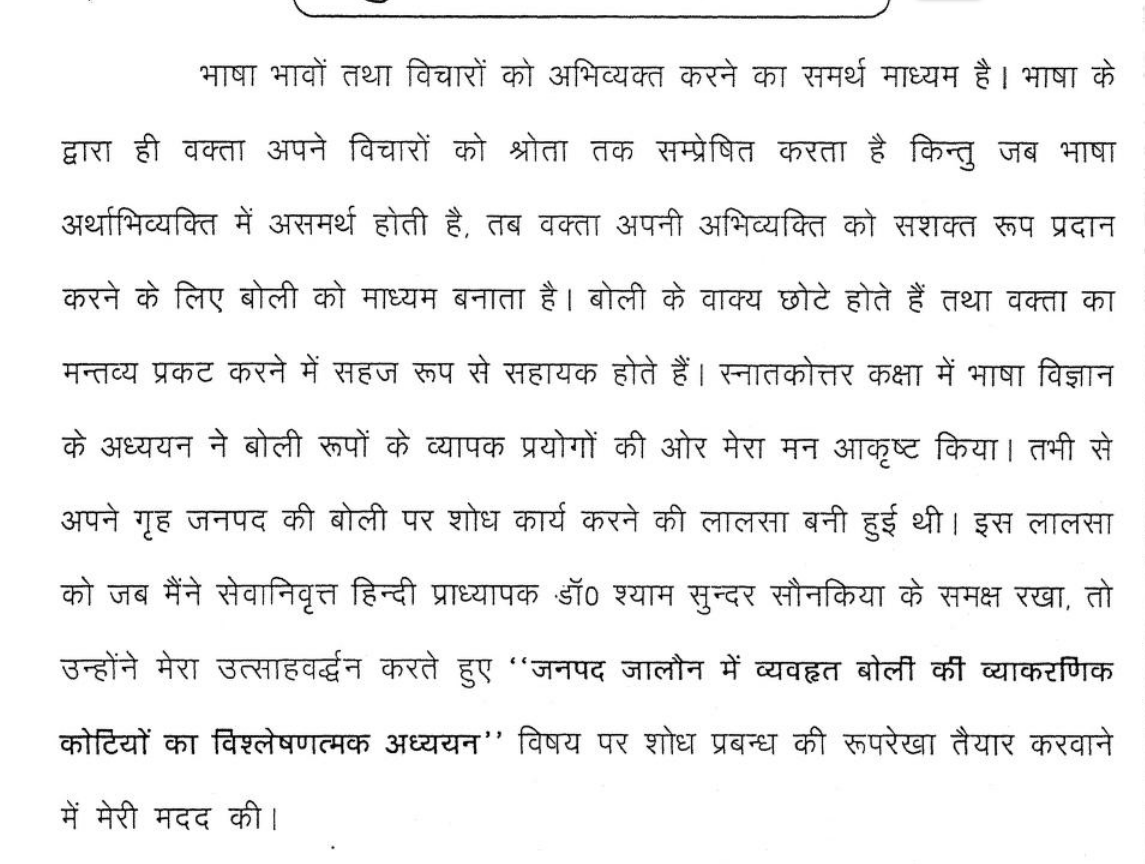 भाषा भावों तथा विचारों को अभिव्यक्त करने का समर्थ माध्यम है। भाषा के
द्वारा ही वक्ता अपने विचारों को श्रोता तक सम्प्रेषित करता है किन्तु जब भाषा
अर्थाभिव्यक्ति में असमर्थ होती है, तब वक्ता अपनी अभिव्यक्ति को सशक्त रूप प्रदान
करने के लिए बोली को माध्यम बनाता है। बोली के वाक्य छोटे होते हैं तथा वक्ता का
मन्तव्य प्रकट करने में सहज रूप से सहायक होते हैं। स्नातकोत्तर कक्षा में भाषा विज्ञान
के अध्ययन ने बोली रूपों के व्यापक प्रयोगों की ओर मेरा मन आकृष्ट किया। तभी से
अपने गृह जनपद की बोली पर शोध कार्य करने की लालसा बनी हुई थी। इस लालसा
को जब मैंने सेवानिवृत्त हिन्दी प्राध्यापक डॉ0 श्याम सुन्दर सौनकिया के समक्ष रखा, तो
उन्होंने मेरा उत्साहवर्द्धन करते हुए ‘‘जनपद जालौन में व्यवहृत बोली की व्याकरणिक
कोटियों का विश्लेषणत्मक अध्ययन’’ विषय पर शोध प्रबन्ध की रूपरेखा तैयार करवाने
में मेरी मदद की।